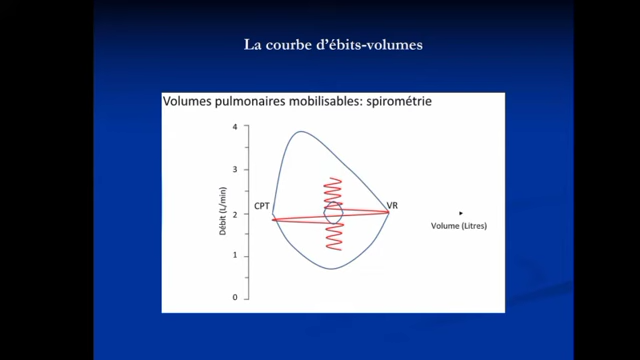 La courbe d'ébits-volumes
Volumes pulmonaires mobilisables: spirométrie
4
3
CPT
VR
2
Débit (L/min)
Volume (Litres)
1
0